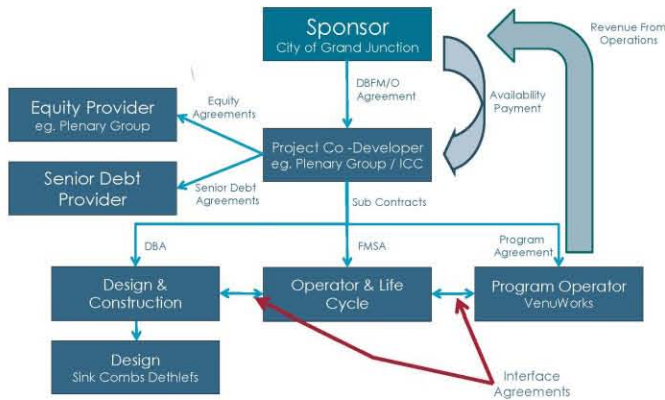 Sponsor
City of Grand Junction
Revenue From
Operations
DBFM/O
Agreement
Availability
Payment
Equity Provider
eg. Plenary Group
Equity
Agreements
Project Co -Developer
eg. Plenary Group / ICC
Senior Debt
Provider
Senior Debt
Agreements
Sub Contracts
DBA
FMSA
Program
Agreement
Design &
Construction
Operator & Life
Cycle
Program Operator
VenuWorks
Design
Sink Combs Dethlefs
Interface
Agreements